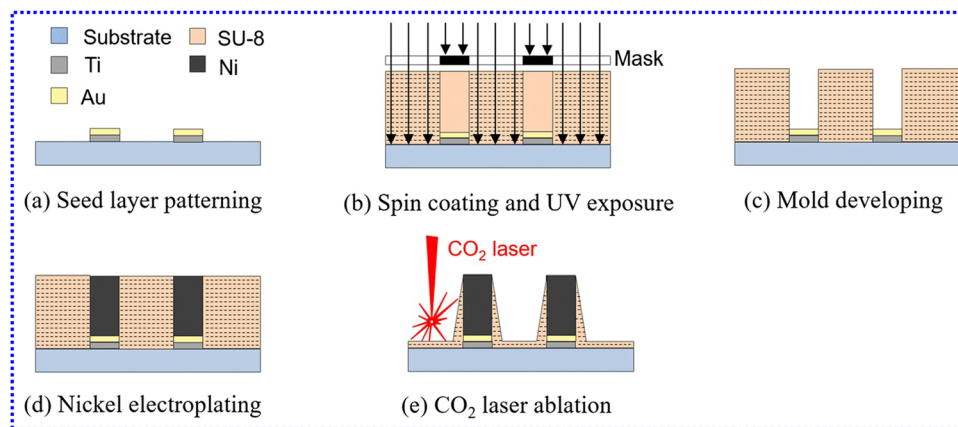 Substrate
SU-8
Ti
Ni
Au
Mask
(a) Seed layer patterning
(b) Spin coating and UV exposure
(c) Mold developing
CO₂ laser
(d) Nickel electroplating
(e) CO₂ laser ablation